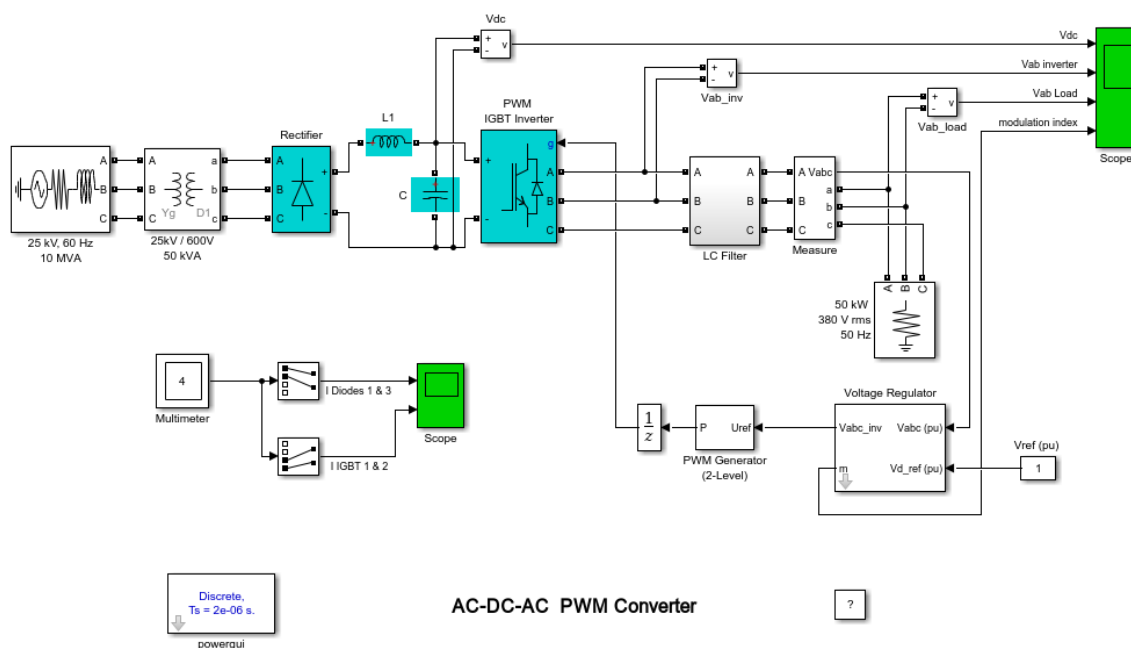 Vdc
+
-
v
Vdc
Vab inverter
Vab Load
modulation index
Scope
+
-
v
Vab_inv
+
-
v
Vab_load
L1
PWM
IGBT Inverter
g
+
-
A
B
C
Rectifier
A
B
C
+
-
A
B
C
25 kV, 60 Hz
10 MVA
A
B
C
a
b
c
Yg
D1
25kV / 600V
50 kVA
C
+
A
B
C
A
B
C
LC Filter
A
B
C
Vabc
a
b
c
Measure
A
B
C
50 kW
380 V rms
50 Hz
4
Multimeter
I Diodes 1 & 3
I IGBT 1 & 2
Scope
1
z
P
Uref
PWM Generator
(2-Level)
Voltage Regulator
Vabc_inv
Vabc (pu)
m
Vd_ref (pu)
Vref (pu)
1
Discrete,
Ts = 2e-06 s.
powergui
AC-DC-AC PWM Converter
?